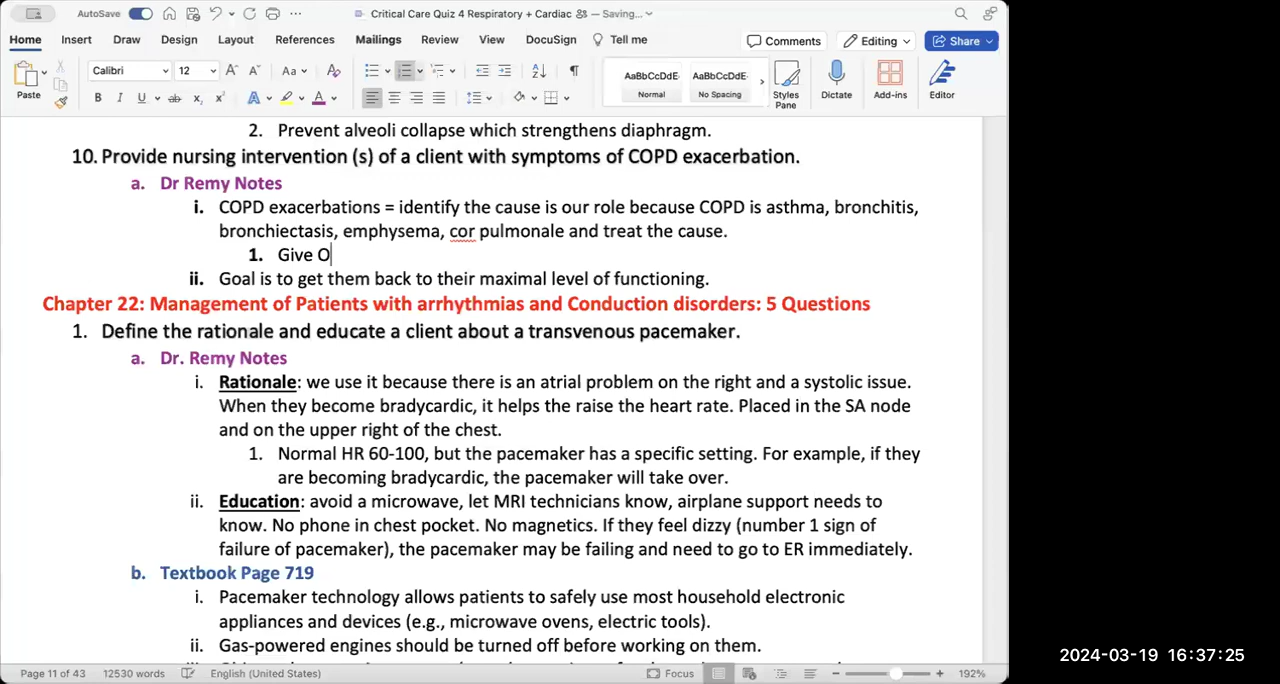 AutoSave
Critical Care Quiz 4 Respiratory + Cardiac — Saving...
Home Insert Draw Design Layout References Mailings Review View DocuSign Tell me
Comments Editing Share
Paste
Calibri 12
AaBbCcDdE AaBbCcDdE
Normal No Spacing
Styles Pane
Dictate
Add-ins
Editor
2. Prevent alveoli collapse which strengthens diaphragm.
10. Provide nursing intervention (s) of a client with symptoms of COPD exacerbation.
a. Dr Remy Notes
i. COPD exacerbations = identify the cause is our role because COPD is asthma, bronchitis,
bronchiectasis, emphysema, cor pulmonale and treat the cause.
1. Give O
ii. Goal is to get them back to their maximal level of functioning.
Chapter 22: Management of Patients with arrhythmias and Conduction disorders: 5 Questions
1. Define the rationale and educate a client about a transvenous pacemaker.
a. Dr. Remy Notes
i. Rationale: we use it because there is an atrial problem on the right and a systolic issue.
When they become bradycardic, it helps the raise the heart rate. Placed in the SA node
and on the upper right of the chest.
1. Normal HR 60-100, but the pacemaker has a specific setting. For example, if they
are becoming bradycardic, the pacemaker will take over.
ii. Education: avoid a microwave, let MRI technicians know, airplane support needs to
know. No phone in chest pocket. No magnetics. If they feel dizzy (number 1 sign of
failure of pacemaker), the pacemaker may be failing and need to go to ER immediately.
b. Textbook Page 719
i. Pacemaker technology allows patients to safely use most household electronic
appliances and devices (e.g., microwave ovens, electric tools).
ii. Gas-powered engines should be turned off before working on them.
Page 11 of 43 12530 words English (United States) Focus 192%
2024-03-19 16:37:25